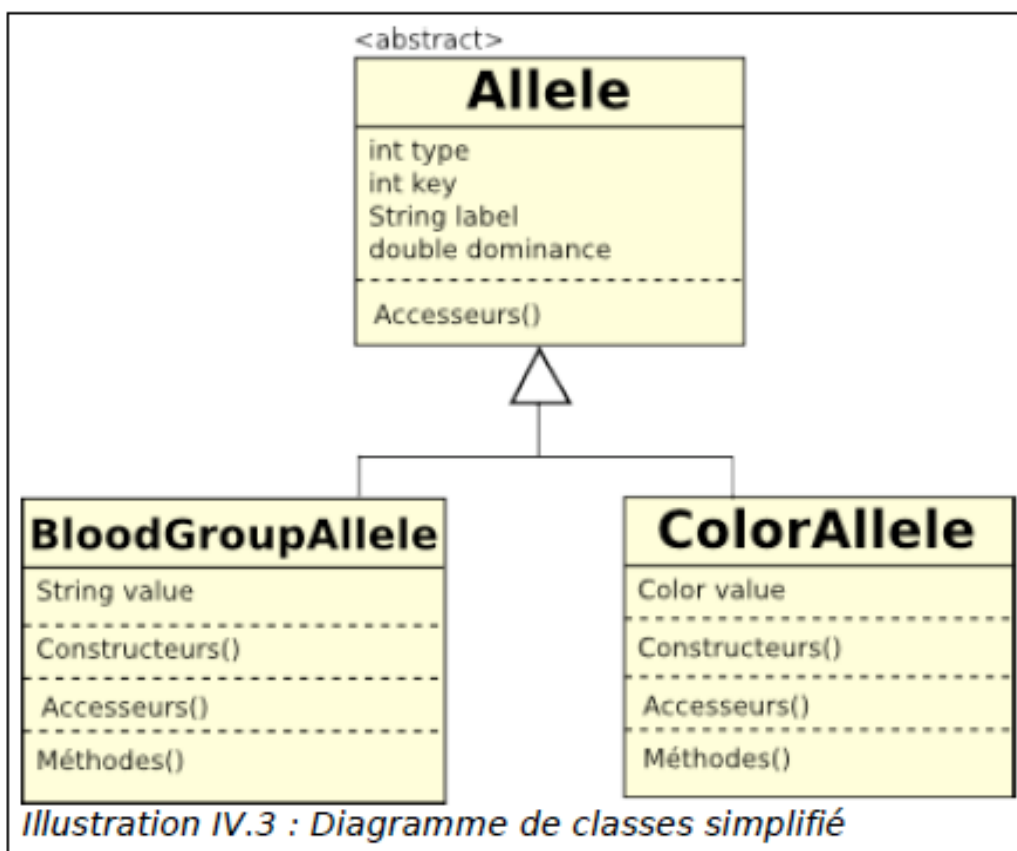 <abstract>
Allele
int type
int key
String label
double dominance
Accesseurs()
BloodGroupAllele
String value
Constructeurs()
Accesseurs()
Méthodes()
ColorAllele
Color value
Constructeurs()
Accesseurs()
Méthodes()
Illustration IV.3 : Diagramme de classes simplifié